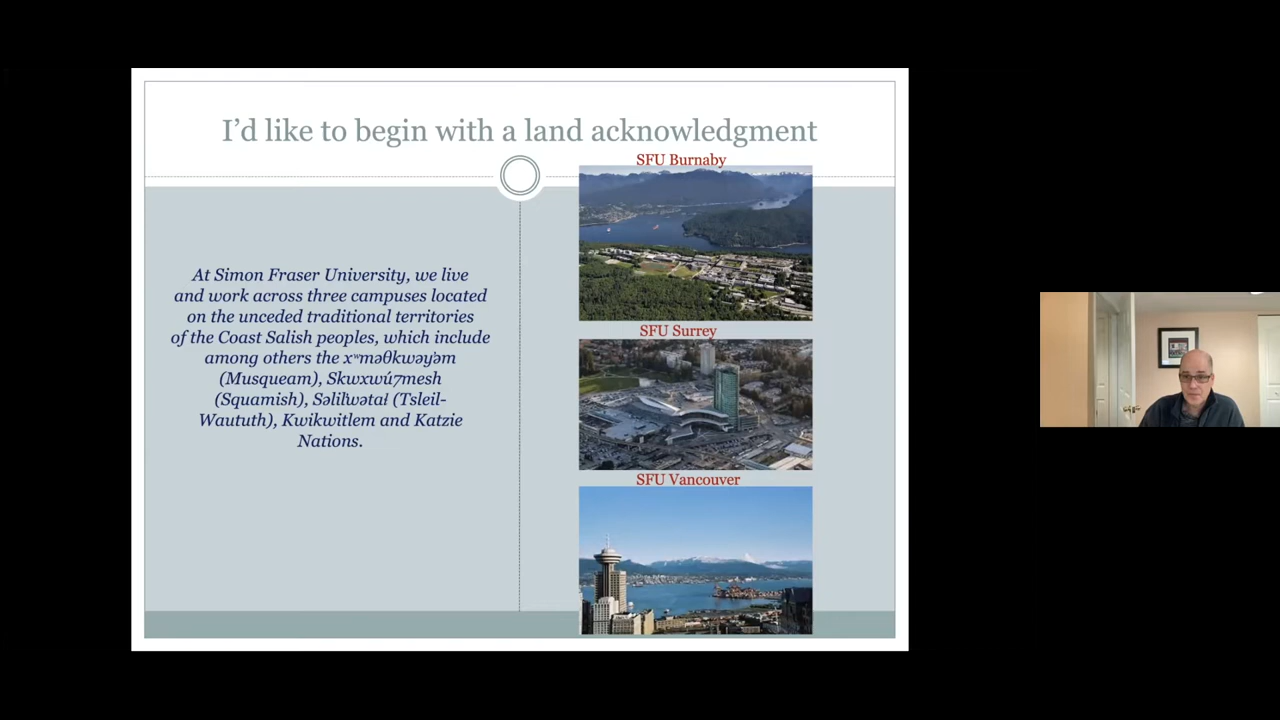 I'd like to begin with a land acknowledgment
At Simon Fraser University, we live
and work across three campuses located
on the unceded traditional territories
of the Coast Salish peoples, which include
among others the xʷməθkwəy̓əm
(Musqueam), Skwxwú7mesh
(Squamish), Səlil̓wətaɬ (Tsleil-
Waututh), Kwikwitlem and Katzie
Nations.
SFU Burnaby
SFU Surrey
SFU Vancouver